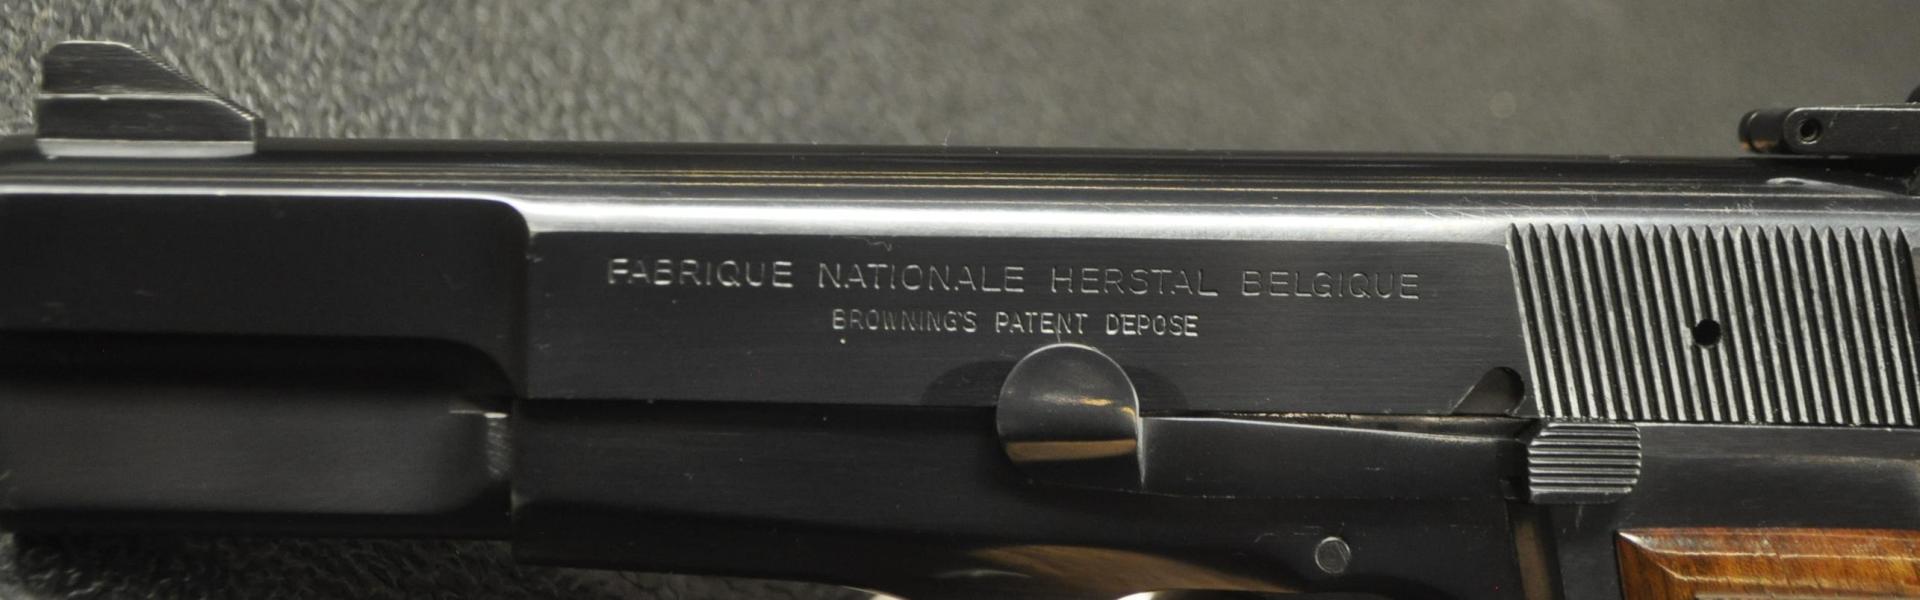 FABRIQUE NATIONALE HERSTAL BELGIQUE
BROWNING'S PATENT DEPOSE